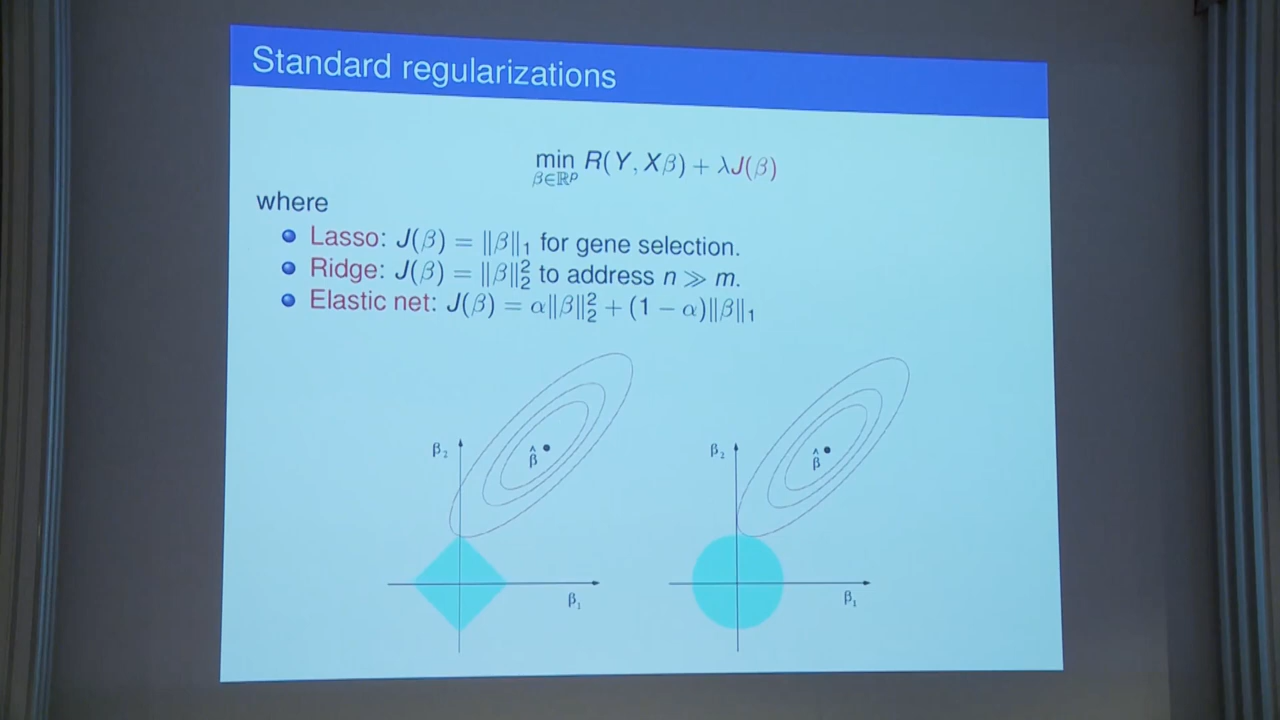 Standard regularizations
min R(Y, Xβ) + λJ(β)
β∈ℝᵖ
where
Lasso: J(β) = ‖β‖₁ for gene selection.
Ridge: J(β) = ‖β‖₂² to address n ≫ m.
Elastic net: J(β) = α‖β‖₂² + (1 − α)‖β‖₁
β₂ β̂ β₂ β̂
β₁ β₁